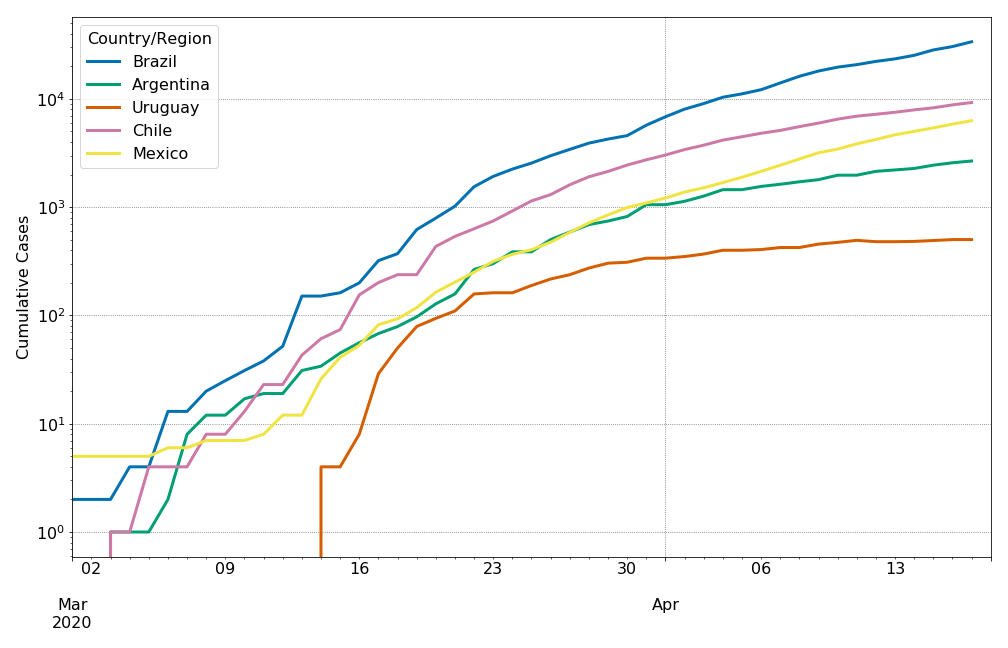 Country/Region
Brazil
Argentina
Uruguay
Chile
Mexico
Cumulative Cases
10⁴
10³
10²
10¹
10⁰
02 09 16 23 30 06 13
Mar Apr
2020